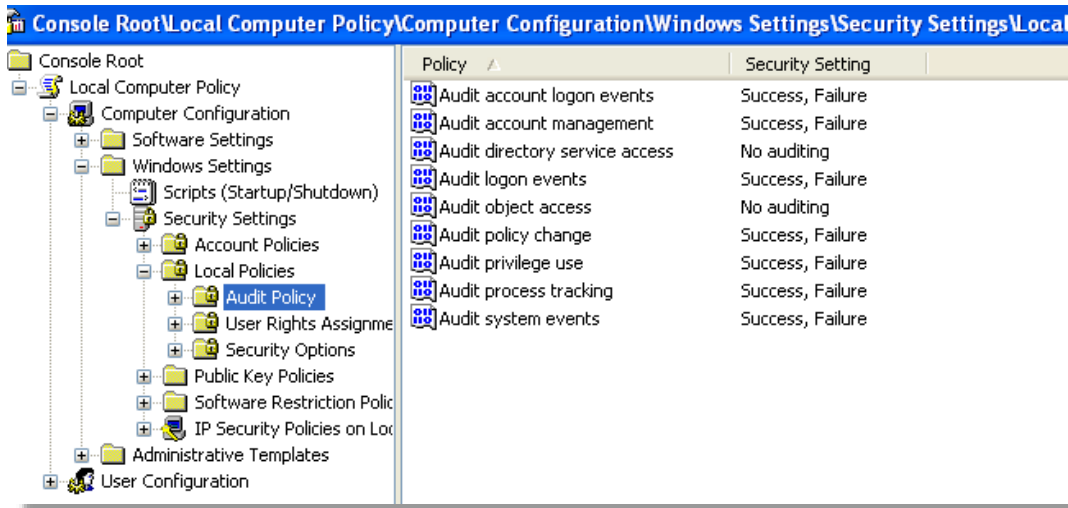 Console Root\Local Computer Policy\Computer Configuration\Windows Settings\Security Settings\Local
Console Root
Local Computer Policy
Computer Configuration
Software Settings
Windows Settings
Scripts (Startup/Shutdown)
Security Settings
Account Policies
Local Policies
Audit Policy
User Rights Assignme
Security Options
Public Key Policies
Software Restriction Polic
IP Security Policies on Loc
Administrative Templates
User Configuration
Policy Security Setting
Audit account logon events Success, Failure
Audit account management Success, Failure
Audit directory service access No auditing
Audit logon events Success, Failure
Audit object access No auditing
Audit policy change Success, Failure
Audit privilege use Success, Failure
Audit process tracking Success, Failure
Audit system events Success, Failure